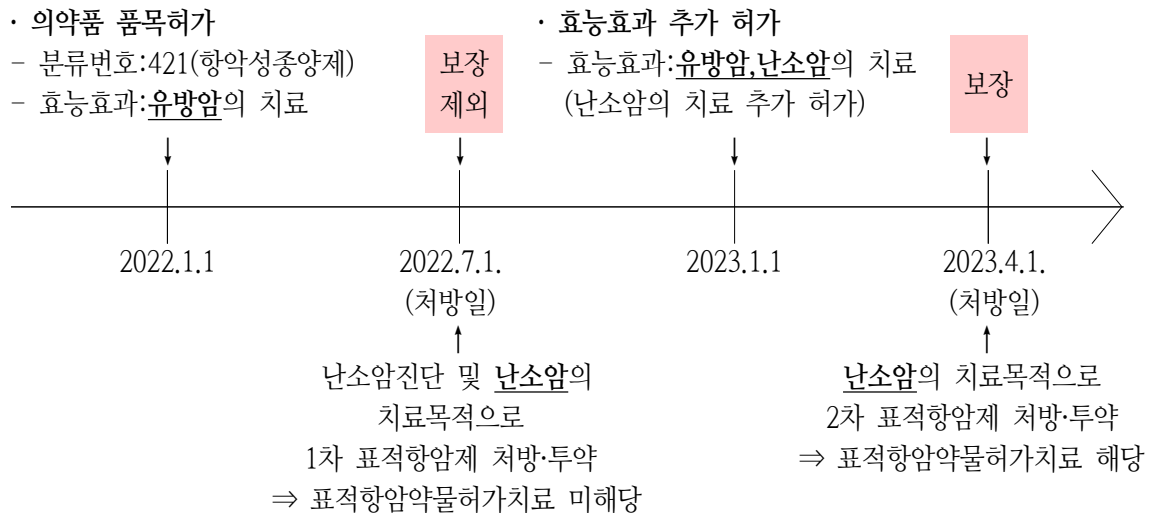 · 의약품 품목허가
- 분류번호:421(항악성종양제)
- 효능효과:유방암의 치료
보장
제외
· 효능효과 추가 허가
- 효능효과:유방암,난소암의 치료
(난소암의 치료 추가 허가)
보장
2022.1.1
2022.7.1.
(처방일)
2023.1.1
2023.4.1.
(처방일)
난소암진단 및 난소암의
치료목적으로
1차 표적항암제 처방·투약
⇒ 표적항암약물허가치료 미해당
난소암의 치료목적으로
2차 표적항암제 처방·투약
⇒ 표적항암약물허가치료 해당